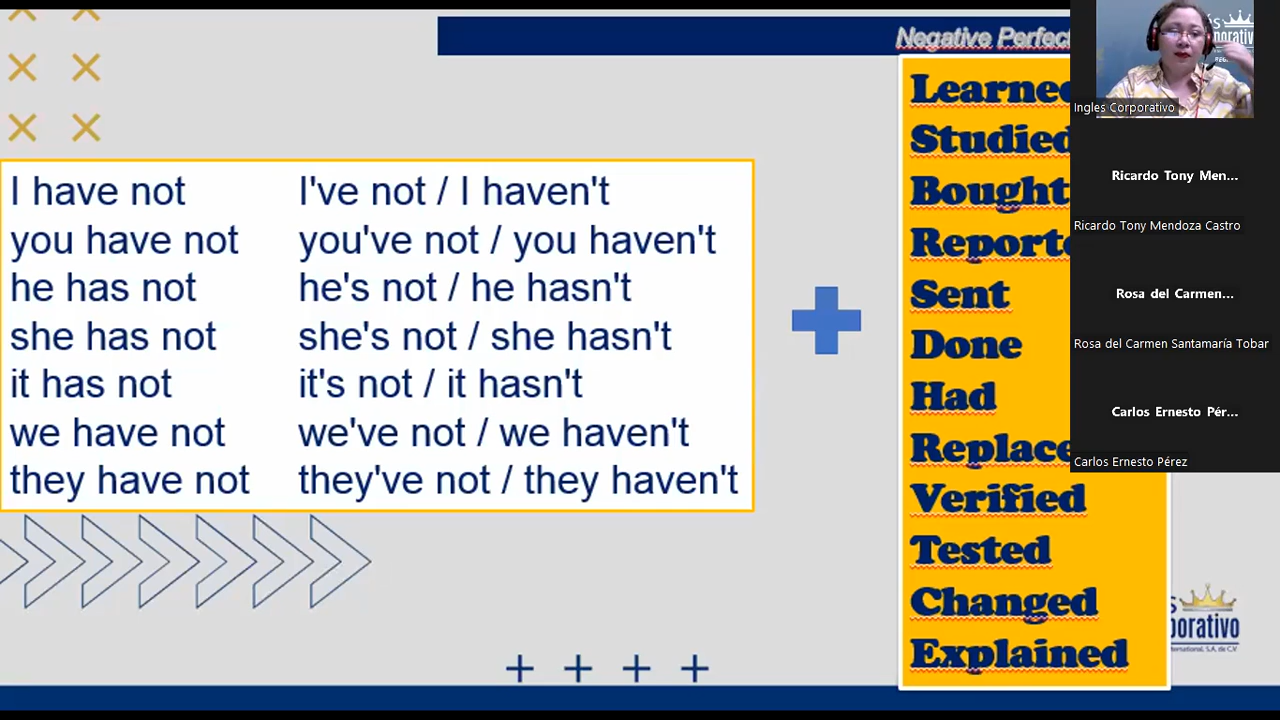 Negative Perfect
I have not I've not / I haven't
you have not you've not / you haven't
he has not he's not / he hasn't
she has not she's not / she hasn't
it has not it's not / it hasn't
we have not we've not / we haven't
they have not they've not / they haven't
Learned
Studied
Bought
Sent
Done
Had
Verified
Tested
Changed
Explained
Ingles Corporativo
Ricardo Tony Men...
Ricardo Tony Mendoza Castro
Rosa del Carmen...
Rosa del Carmen Santamaría Tobar
Carlos Ernesto Pér...
Carlos Ernesto Pérez